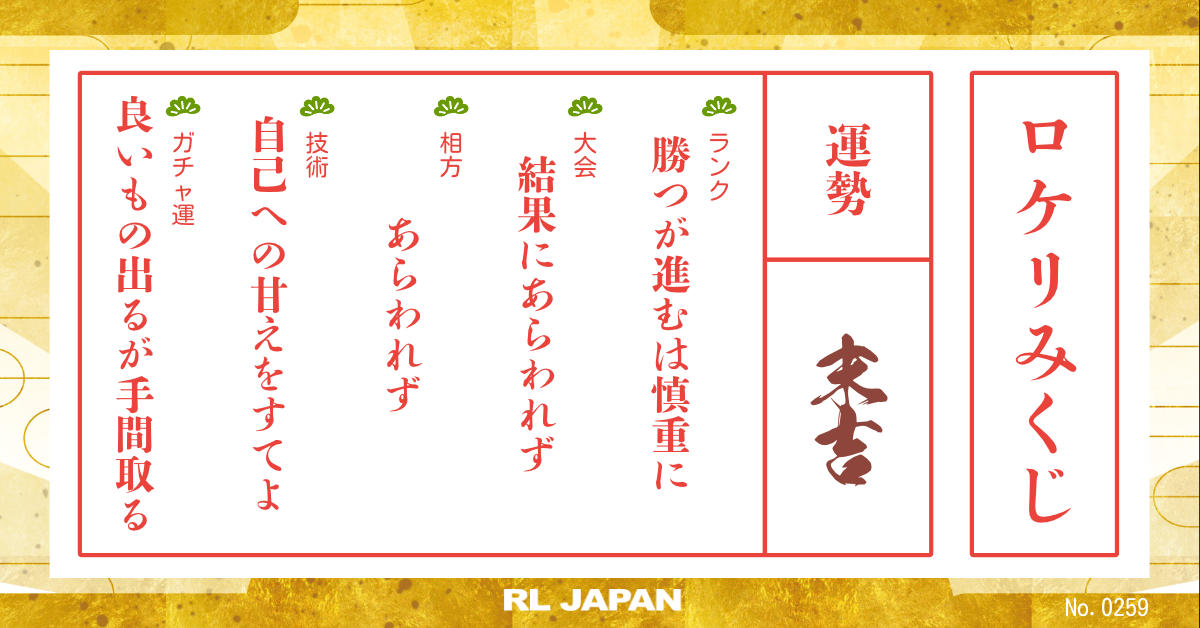 ロケリみくじ
運勢
末吉
ランク
勝つが進むは慎重に
大会
結果にあらわれず
相方
あらわれず
技術
自己への甘えをすてよ
ガチャ運
良いもの出るが手間取る
RL JAPAN
No. 0259